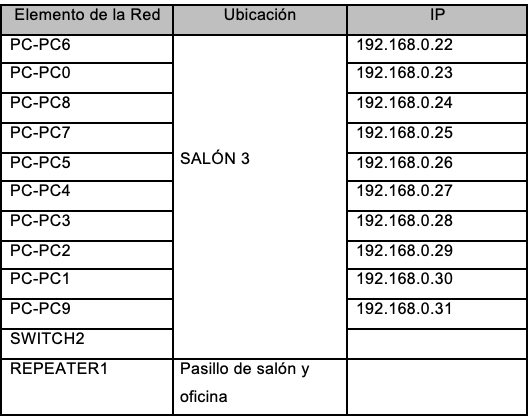 Elemento de la Red Ubicación IP
PC-PC6 192.168.0.22
PC-PC0 192.168.0.23
PC-PC8 192.168.0.24
PC-PC7 192.168.0.25
PC-PC5 SALÓN 3 192.168.0.26
PC-PC4 192.168.0.27
PC-PC3 192.168.0.28
PC-PC2 192.168.0.29
PC-PC1 192.168.0.30
PC-PC9 192.168.0.31
SWITCH2
REPEATER1 Pasillo de salón y
oficina